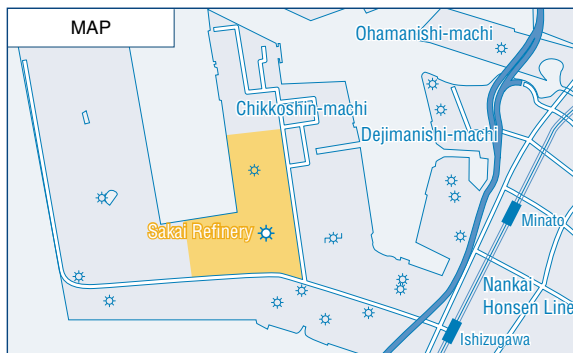 MAP
Ohamanishi-machi
Chikkoshin-machi
Dejimanishi-machi
Sakai Refinery
Minato
Nankai
Honsen Line
Ishizugawa